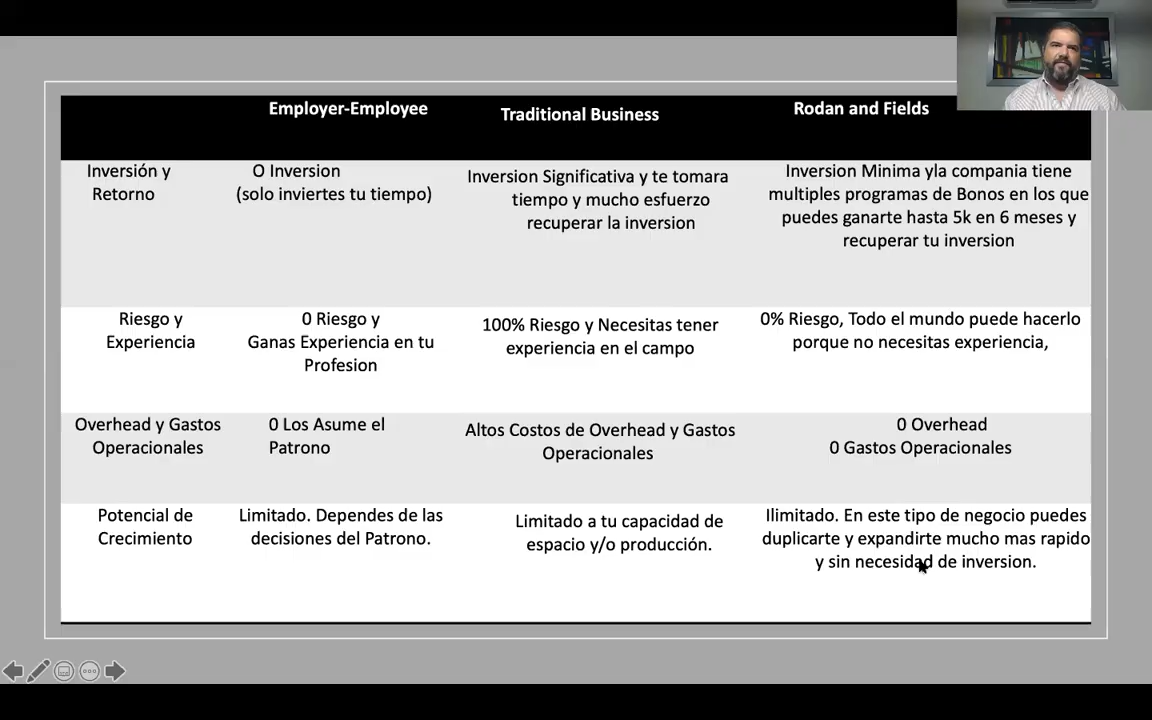 Employer-Employee
Traditional Business
Rodan and Fields
Inversión y
Retorno
O Inversion
(solo inviertes tu tiempo)
Inversion Significativa y te tomara
tiempo y mucho esfuerzo
recuperar la inversion
Inversion Minima yla compania tiene
multiples programas de Bonos en los que
puedes ganarte hasta 5k en 6 meses y
recuperar tu inversion
Riesgo y
Experiencia
0 Riesgo y
Ganas Experiencia en tu
Profesion
100% Riesgo y Necesitas tener
experiencia en el campo
0% Riesgo, Todo el mundo puede hacerlo
porque no necesitas experiencia,
Overhead y Gastos
Operacionales
0 Los Asume el
Patrono
Altos Costos de Overhead y Gastos
Operacionales
0 Overhead
0 Gastos Operacionales
Potencial de
Crecimiento
Limitado. Dependes de las
decisiones del Patrono.
Limitado a tu capacidad de
espacio y/o producción.
Ilimitado. En este tipo de negocio puedes
duplicarte y expandirte mucho mas rapido
y sin necesidad de inversion.